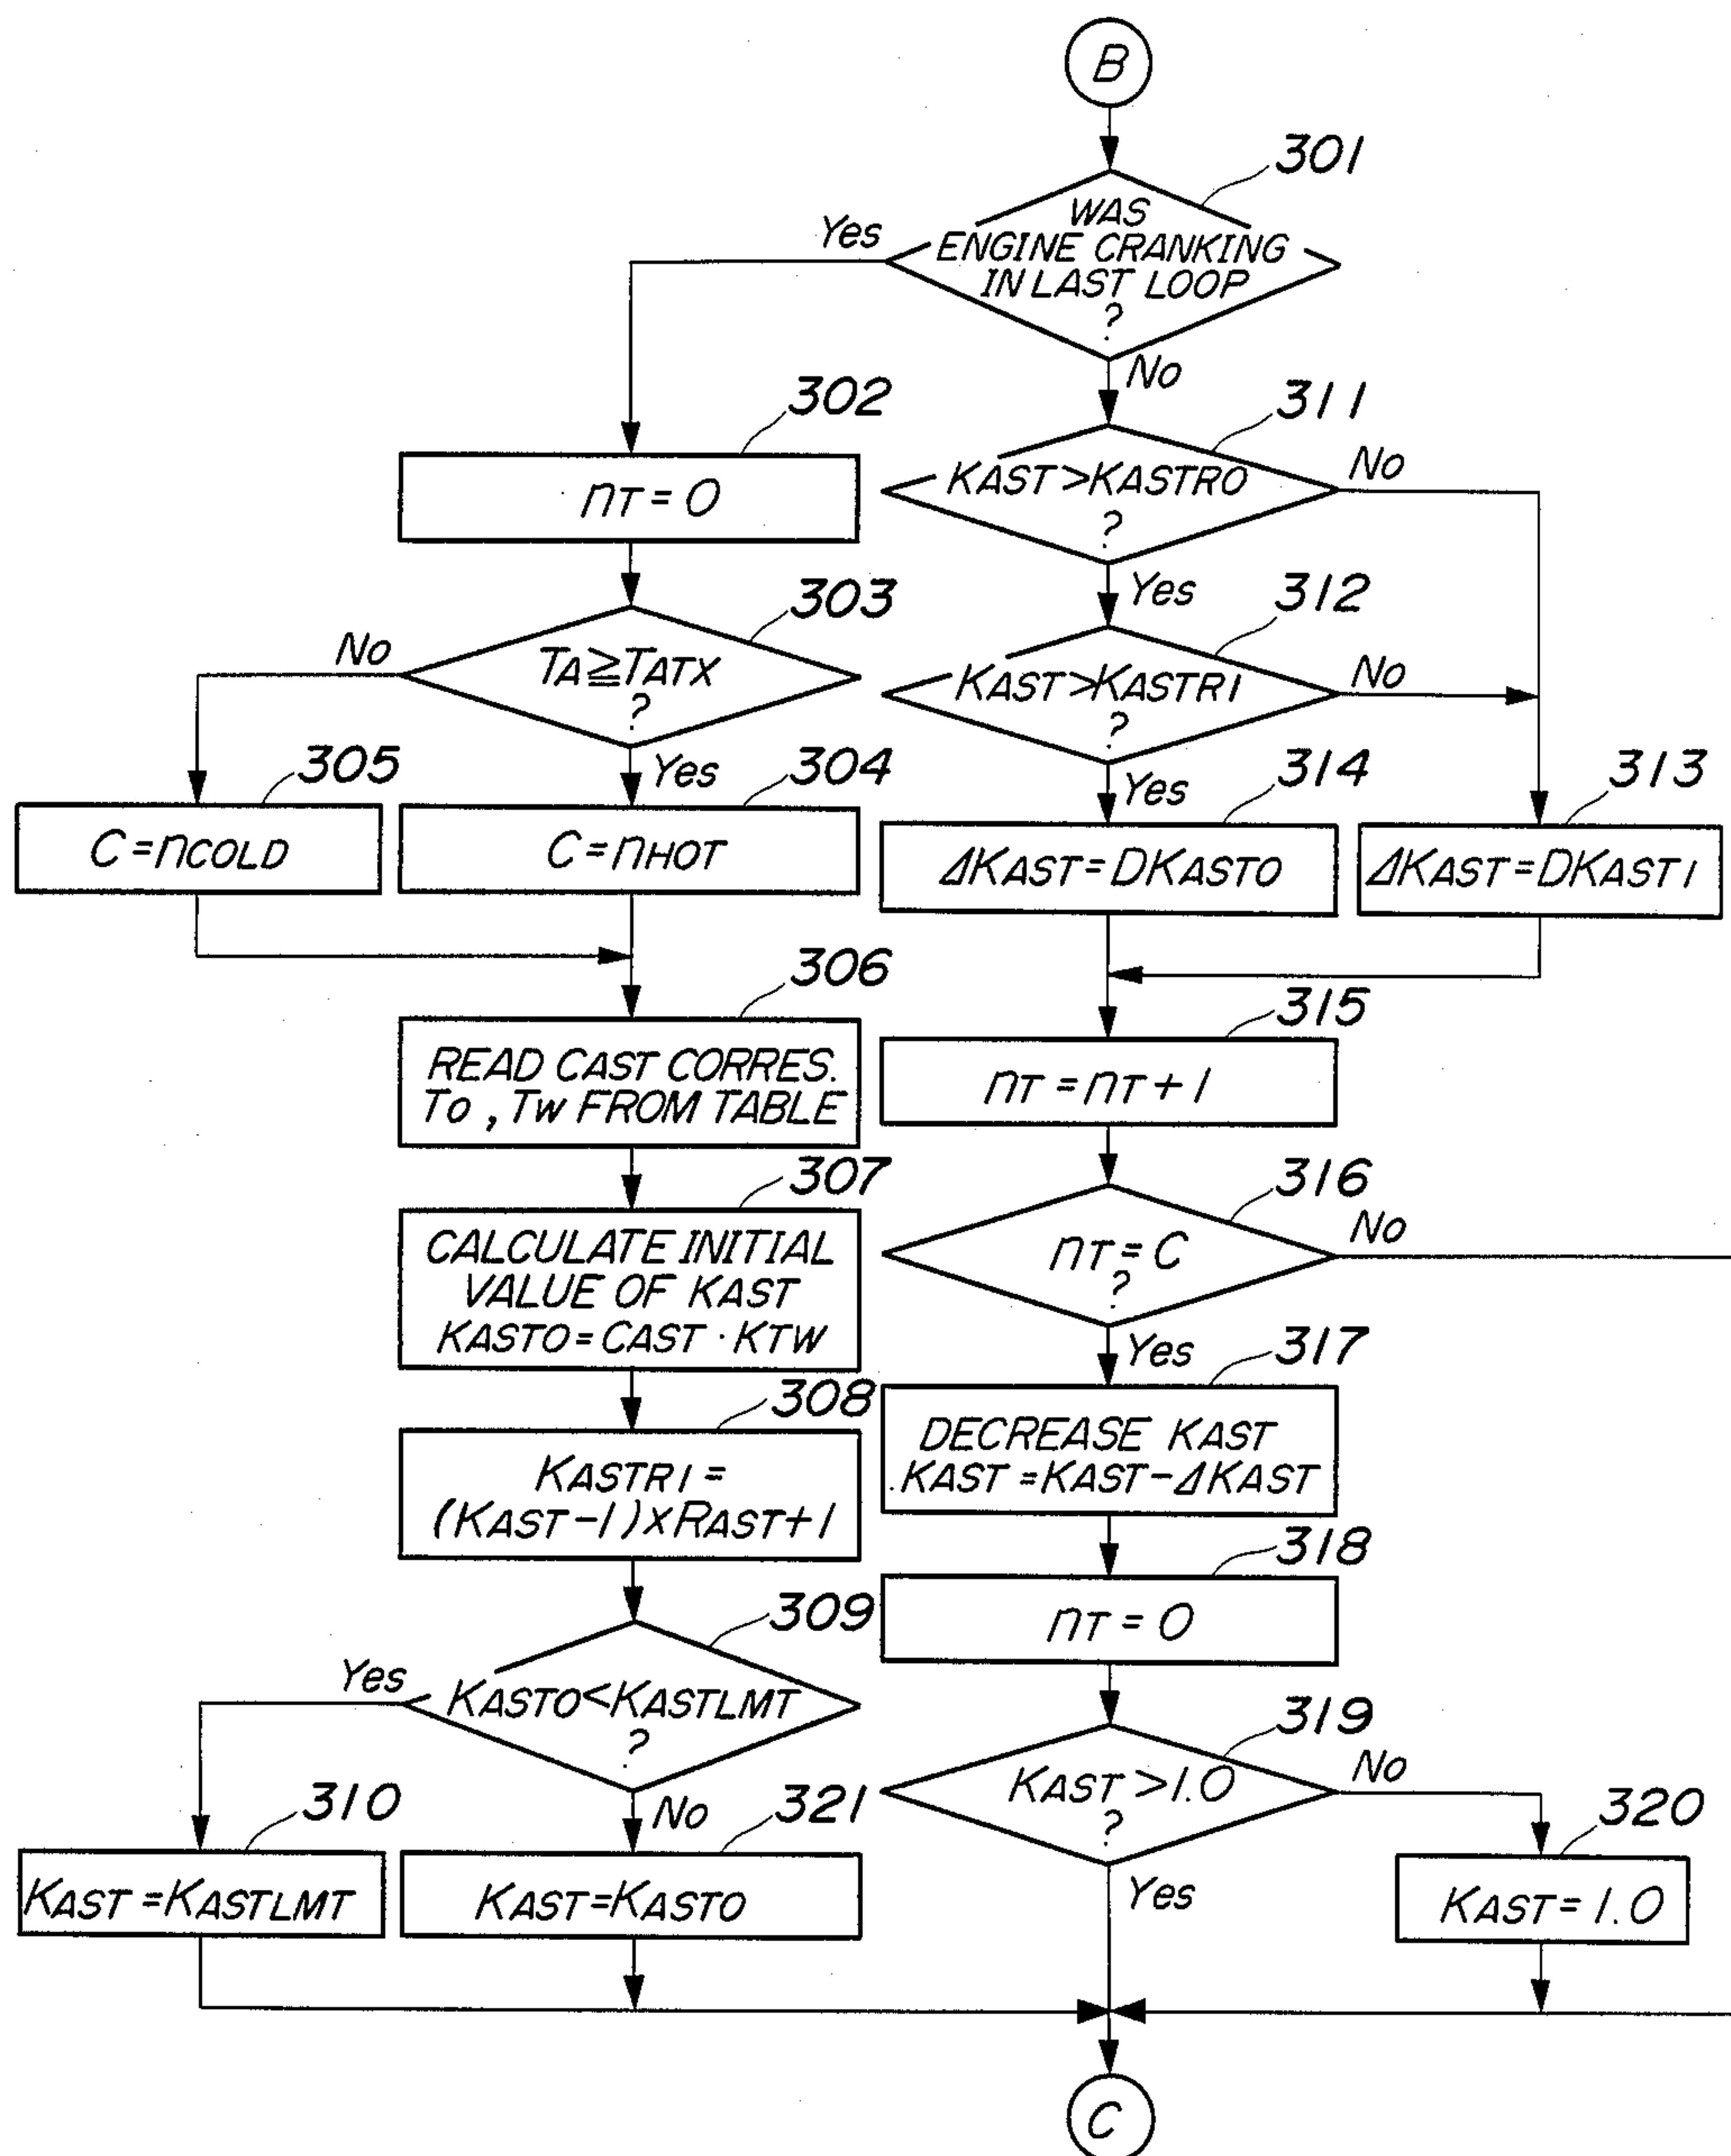 B
301
WAS
ENGINE CRANKING
IN LAST LOOP
?
Yes
No
302
nT = 0
311
KAST>KASTR0
?
No
Yes
303
TA≧TATX
?
No
Yes
312
KAST>KASTR1
?
No
Yes
305
C=nCOLD
304
C=nHOT
314
ΔKAST=DKAST0
313
ΔKAST=DKAST1
306
READ CAST CORRES.
To, Tw FROM TABLE
315
nT = nT + 1
307
CALCULATE INITIAL
VALUE OF KAST
KASTO=CAST·KTW
316
nT = C
?
No
Yes
308
KASTR1=
(KAST-1)×RAST+1
317
DECREASE KAST
KAST=KAST-ΔKAST
318
nT = 0
309
KASTO<KASTLMT
?
Yes
No
319
KAST>1.0
?
No
Yes
310
KAST=KASTLMT
321
KAST=KASTO
320
KAST=1.0
C